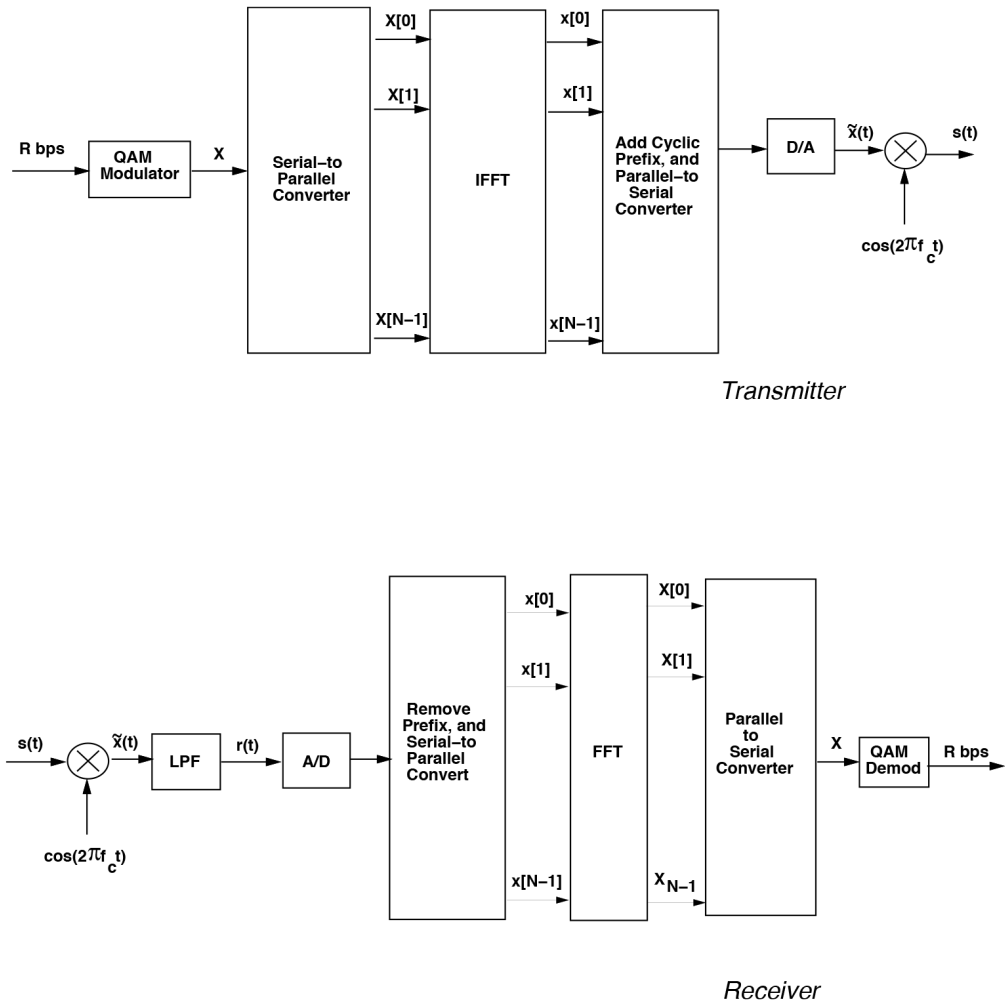 X[0]
x[0]
X[1]
x[1]
R bps
QAM
Modulator
X
Serial–to
Parallel
Converter
IFFT
Add Cyclic
Prefix, and
Parallel–to
Serial
Converter
D/A
x̃(t)
s(t)
cos(2πf_c t)
X[N–1]
x[N–1]
Transmitter
x[0]
X[0]
x[1]
X[1]
s(t)
x̃(t)
LPF
r(t)
A/D
Remove
Prefix, and
Serial–to
Parallel
Convert
FFT
Parallel
to
Serial
Converter
X
QAM
Demod
R bps
cos(2πf_c t)
x[N–1]
X_N–1
Receiver